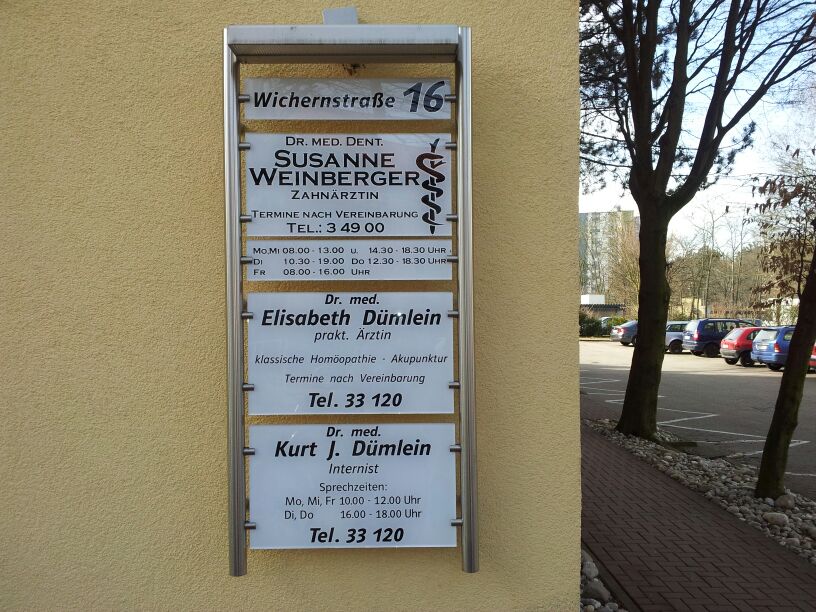 Wichernstraße 16
DR. MED. DENT.
SUSANNE
WEINBERGER
ZAHNÄRZTIN
TERMINE NACH VEREINBARUNG
TEL.: 3 49 00
MO, MI 08.00 - 13.00 U. 14.30 - 18.30 UHR
DI 10.30 - 19.00 DO 12.30 - 18.30 UHR
FR 08.00 - 16.00 UHR
Dr. med.
Elisabeth Dümlein
prakt. Ärztin
klassische Homöopathie - Akupunktur
Termine nach Vereinbarung
Tel. 33 120
Dr. med.
Kurt J. Dümlein
Internist
Sprechzeiten:
Mo, Mi, Fr 10.00 - 12.00 Uhr
Di, Do 16.00 - 18.00 Uhr
Tel. 33 120